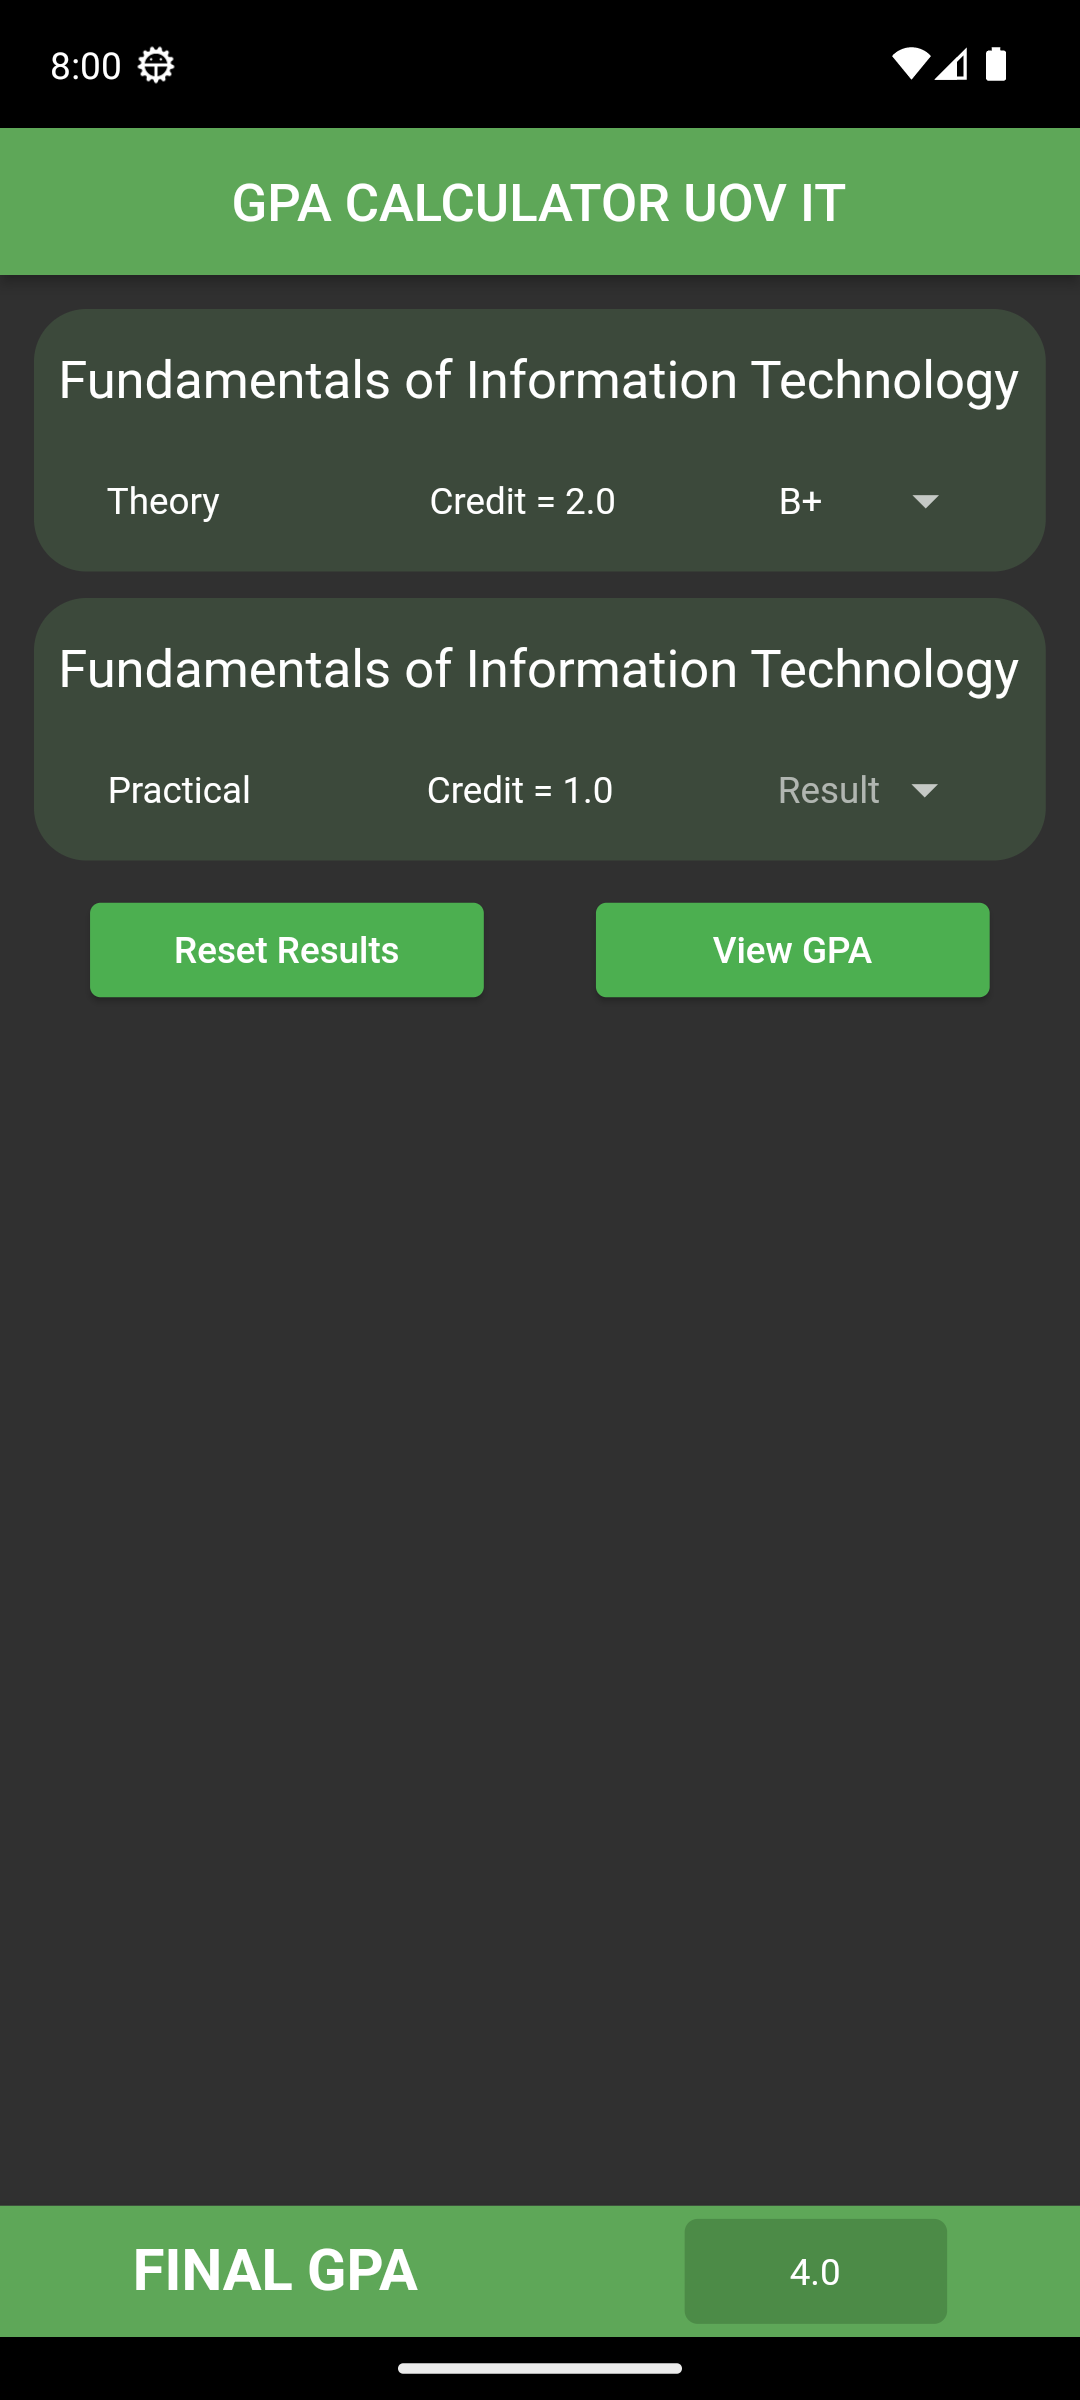 8:00
GPA CALCULATOR UOV IT
Fundamentals of Information Technology
Theory Credit = 2.0 B+
Fundamentals of Information Technology
Practical Credit = 1.0 Result
Reset Results View GPA
FINAL GPA 4.0